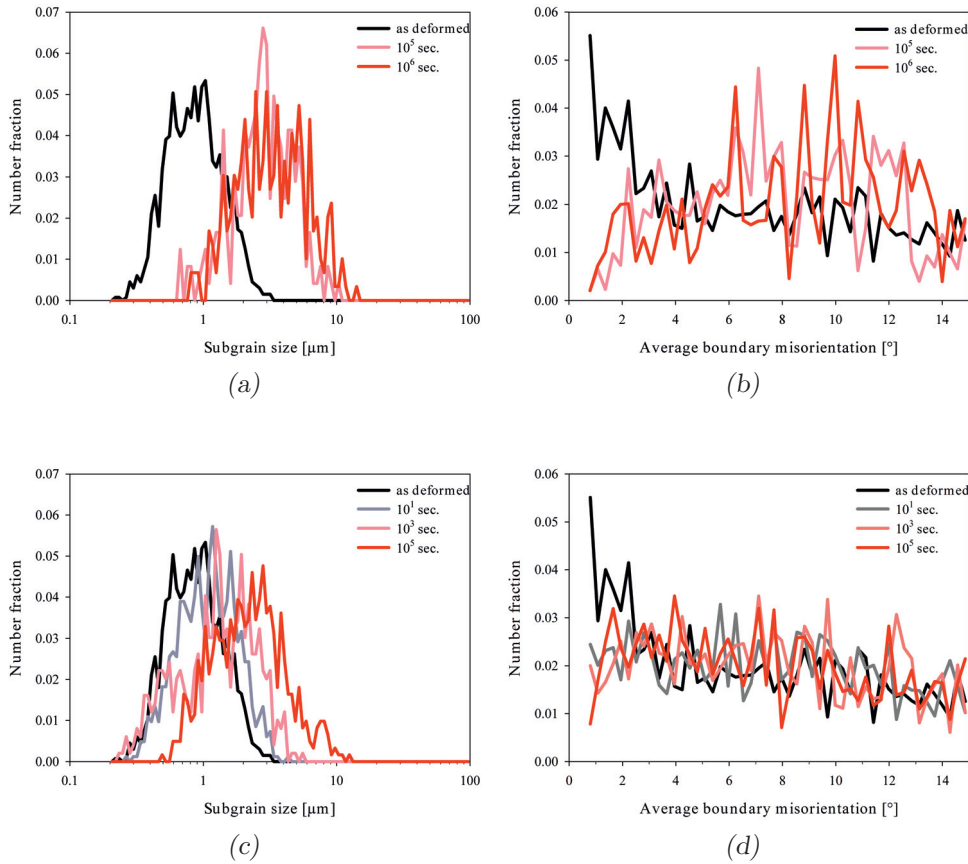 0.07
0.06
0.05
0.04
0.03
0.02
0.01
0.00
Number fraction
as deformed
10⁵ sec.
10⁶ sec.
0.1
1
10
100
Subgrain size [µm]
(a)
0.06
0.05
0.04
0.03
0.02
0.01
0.00
Number fraction
as deformed
10⁵ sec.
10⁶ sec.
0
2
4
6
8
10
12
14
Average boundary misorientation [°]
(b)
0.07
0.06
0.05
0.04
0.03
0.02
0.01
0.00
Number fraction
as deformed
10¹ sec.
10³ sec.
10⁵ sec.
0.1
1
10
100
Subgrain size [µm]
(c)
0.06
0.05
0.04
0.03
0.02
0.01
0.00
Number fraction
as deformed
10¹ sec.
10³ sec.
10⁵ sec.
0
2
4
6
8
10
12
14
Average boundary misorientation [°]
(d)